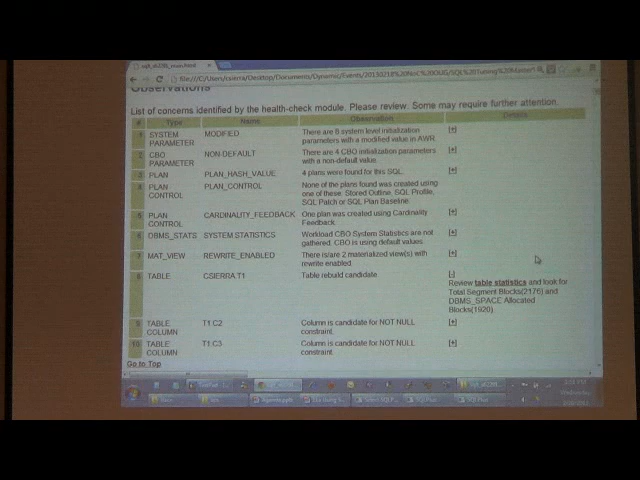 Observations
List of concerns identified by the health-check module. Please review. Some may require further attention.
# Type Name Observation Details
1 SYSTEM PARAMETER MODIFIED There are 8 system level initialization parameters with a modified value in AWR. [+]
2 CBO PARAMETER NON-DEFAULT There are 4 CBO initialization parameters with a non-default value. [+]
3 PLAN PLAN_HASH_VALUE 4 plans were found for this SQL. [+]
4 PLAN CONTROL PLAN_CONTROL None of the plans found was created using one of these: Stored Outline, SQL Profile, SQL Patch or SQL Plan Baseline. [+]
5 PLAN CONTROL CARDINALITY_FEEDBACK One plan was created using Cardinality Feedback. [+]
6 DBMS_STATS SYSTEM STATISTICS Workload CBO System Statistics are not gathered. CBO is using default values. [+]
7 MAT_VIEW REWRITE_ENABLED There is/are 2 materialized view(s) with rewrite enabled. [+]
8 TABLE CSIERRA.T1 Table rebuild candidate. [-]
Review table statistics and look for
Total Segment Blocks(2176) and
DBMS_SPACE Allocated
Blocks(1920)
9 TABLE COLUMN T1.C2 Column is candidate for NOT NULL constraint. [+]
10 TABLE COLUMN T1.C3 Column is candidate for NOT NULL constraint. [+]
Go to Top